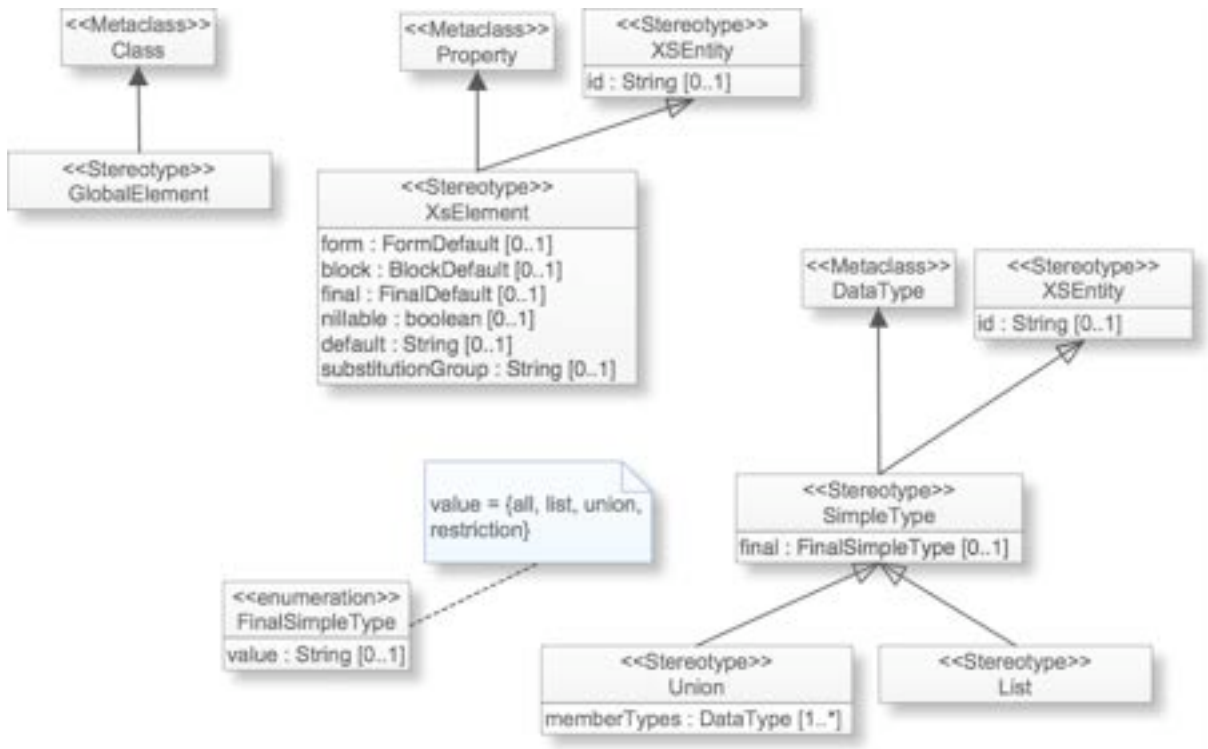 <<Metaclass>>
Class
<<Stereotype>>
GlobalElement
<<Metaclass>>
Property
<<Stereotype>>
XSEntity
id : String [0..1]
<<Stereotype>>
XsElement
form : FormDefault [0..1]
block : BlockDefault [0..1]
final : FinalDefault [0..1]
nillable : boolean [0..1]
default : String [0..1]
substitutionGroup : String [0..1]
<<Metaclass>>
DataType
<<Stereotype>>
XSEntity
id : String [0..1]
<<Stereotype>>
SimpleType
final : FinalSimpleType [0..1]
value = {all, list, union,
restriction}
<<enumeration>>
FinalSimpleType
value : String [0..1]
<<Stereotype>>
Union
memberTypes : DataType [1..*]
<<Stereotype>>
List